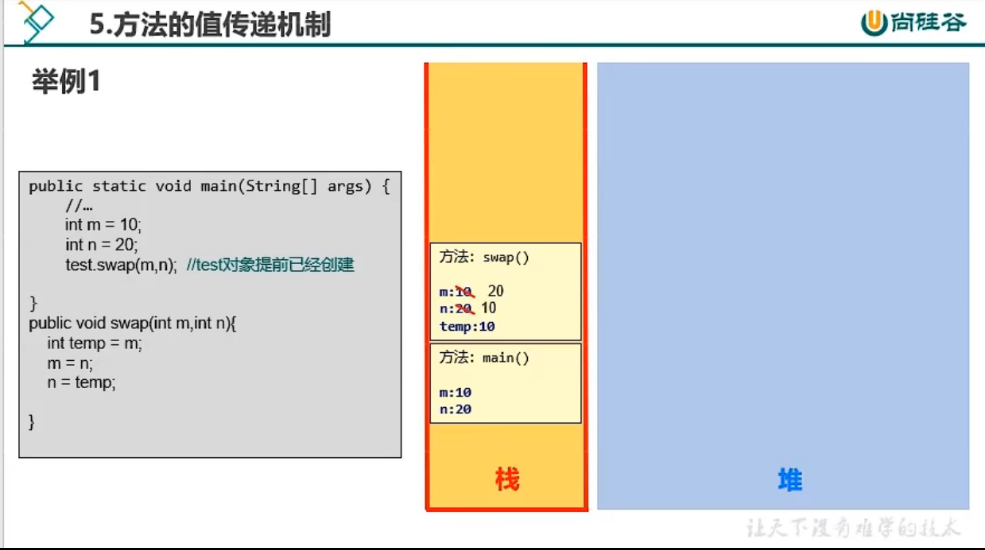 5.方法的值传递机制
尚硅谷
举例1
public static void main(String[] args) {
//…
int m = 10;
int n = 20;
test.swap(m,n); //test对象提前已经创建
}
public void swap(int m,int n){
int temp = m;
m = n;
n = temp;
}
方法：swap()
m:10 20
n:20 10
temp:10
方法：main()
m:10
n:20
栈
堆
让天下没有难学的技术